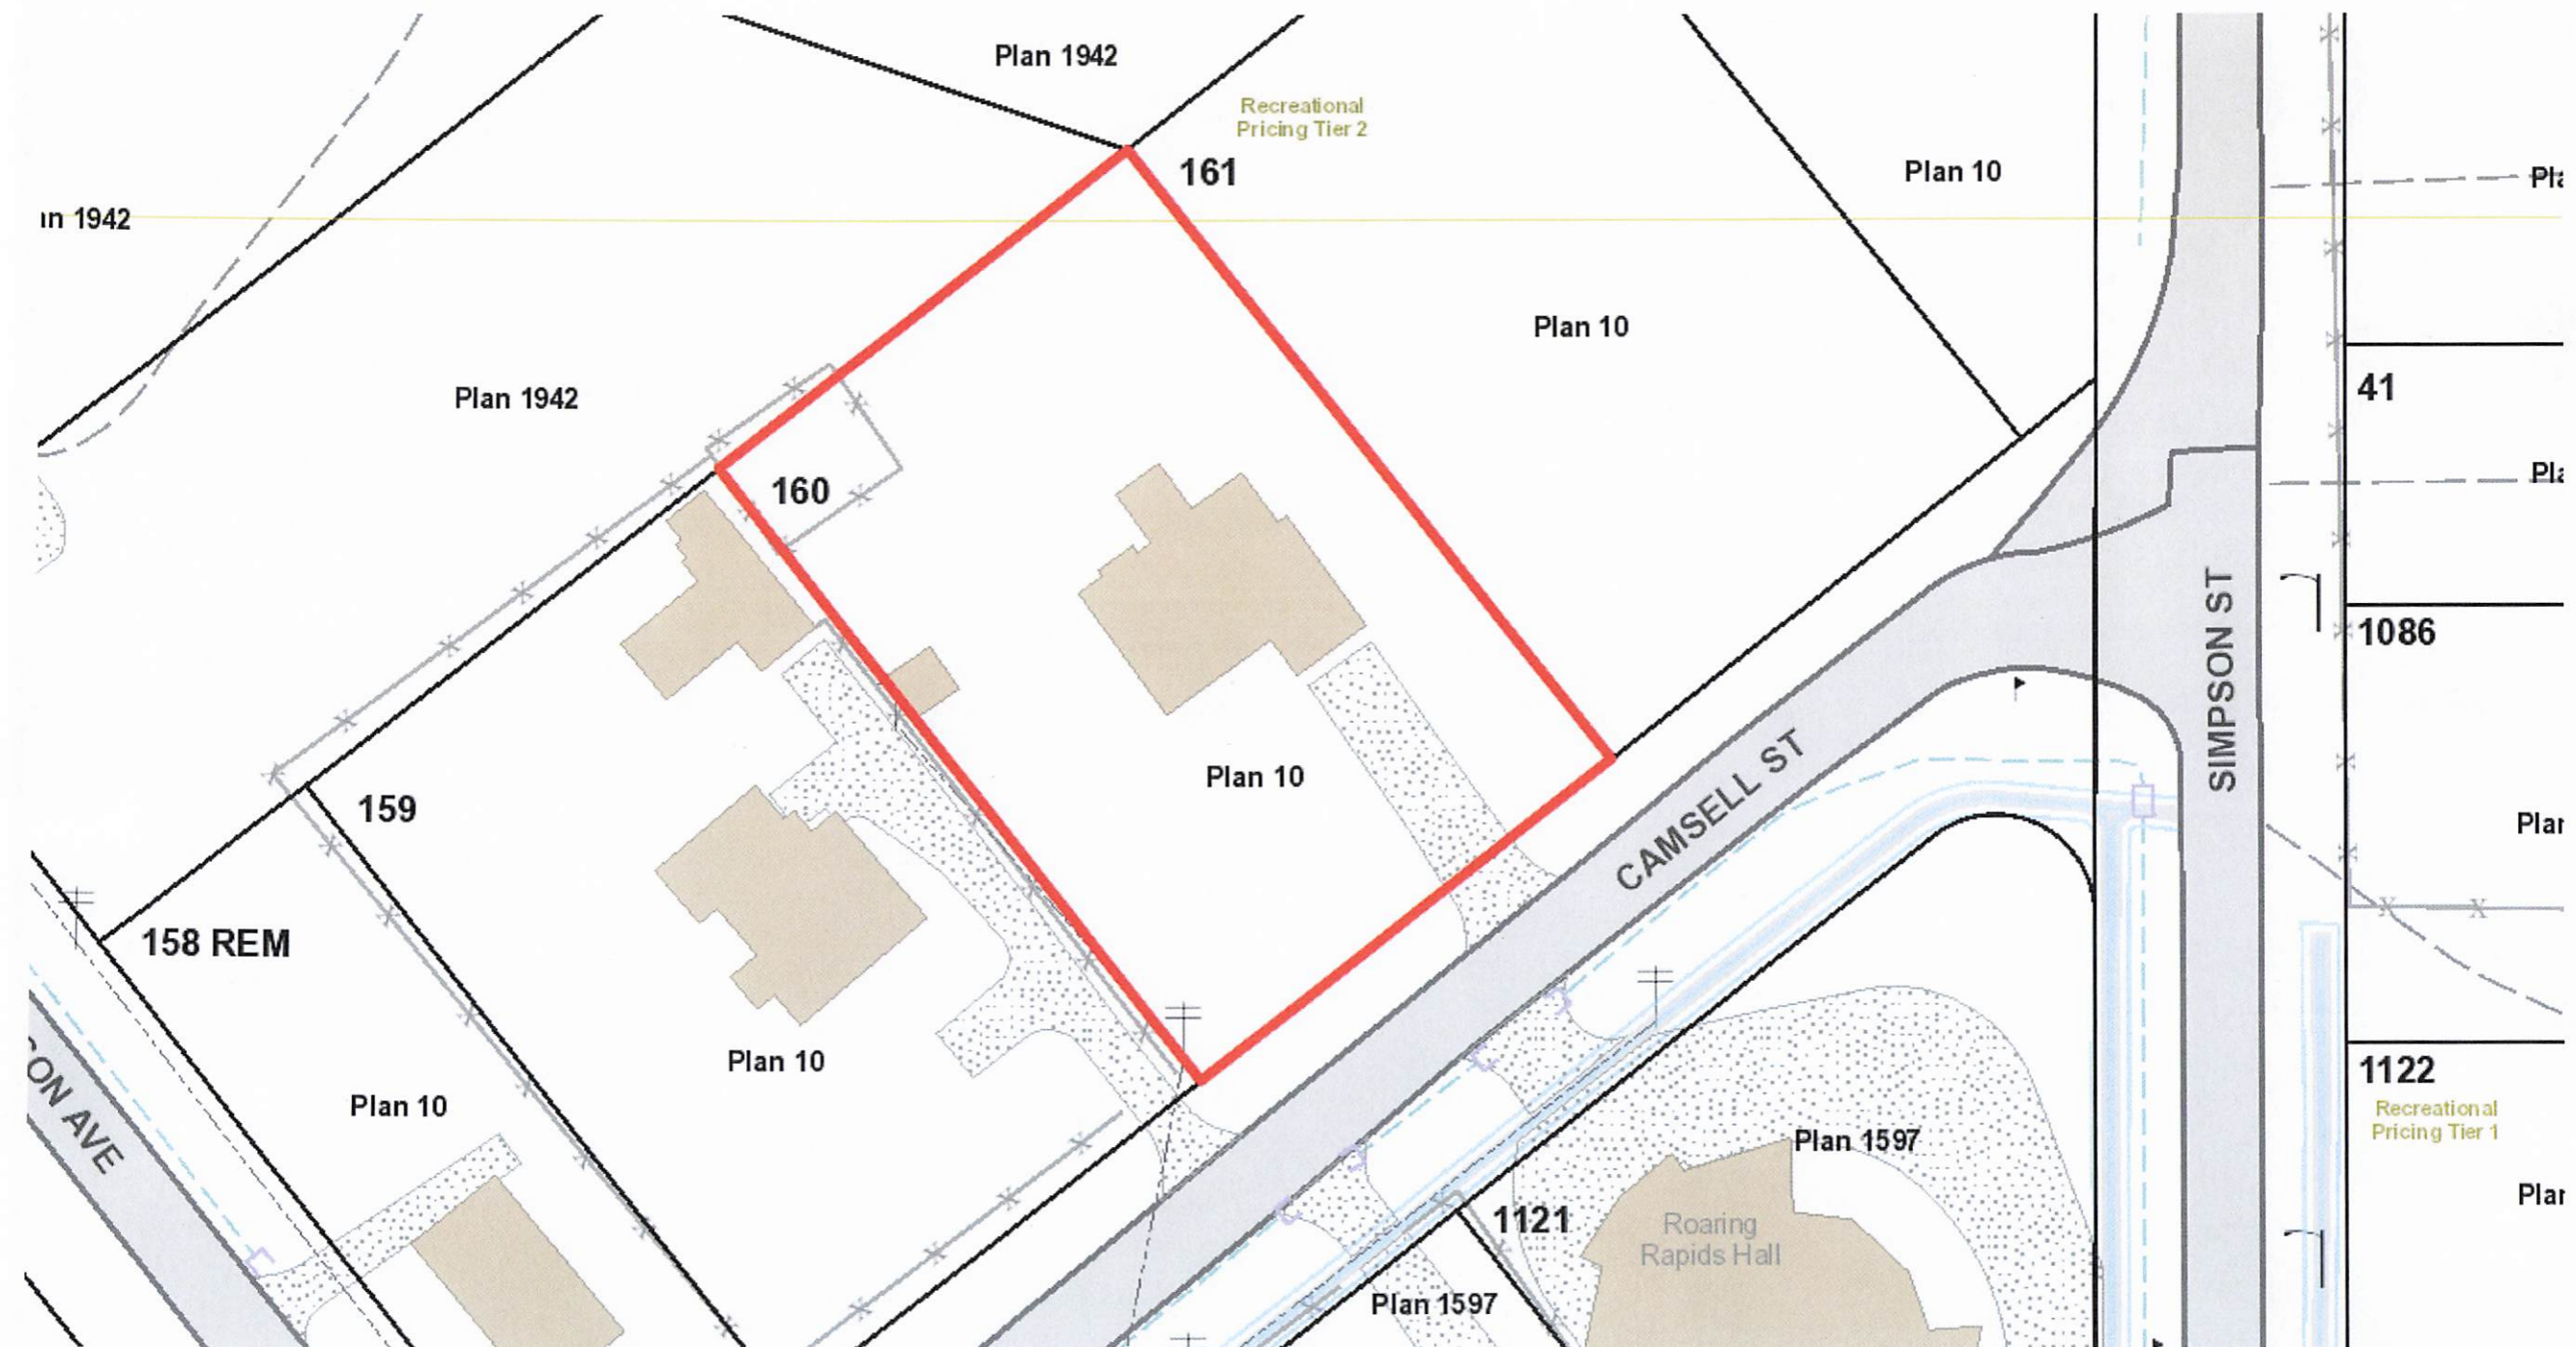 Plan 1942
Recreational
Pricing Tier 2
161
Plan 10
in 1942
Plan 10
Plan 1942
41
160
1086
SIMPSON ST
Plan 10
CAMSELL ST
159
158 REM
Plan 10
Plan 10
1122
Recreational
Pricing Tier 1
Plan 1597
1121
Roaring
Rapids Hall
Plan 1597
SON AVE